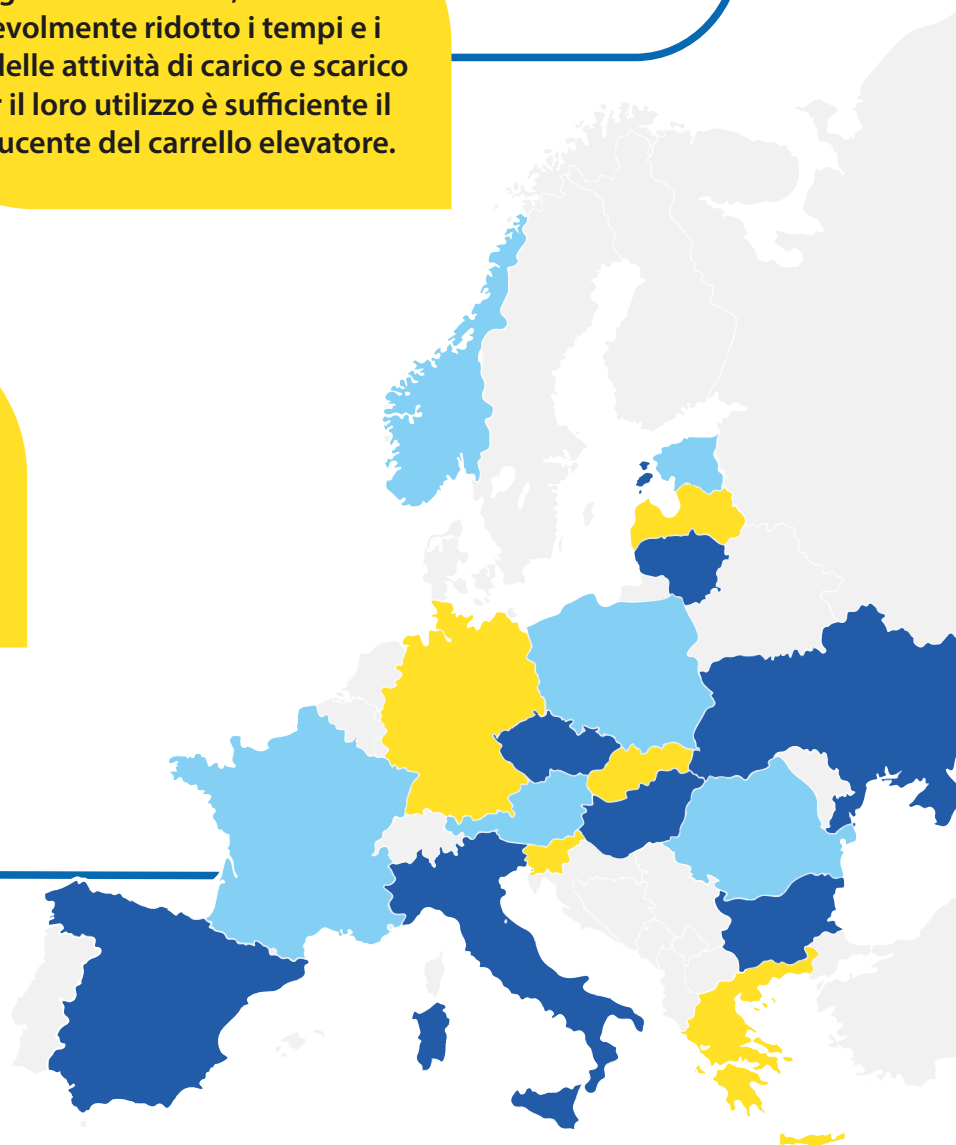 evolmente ridotto i tempi e i
delle attività di carico e scarico
il loro utilizzo è sufficiente il
ucente del carrello elevatore.